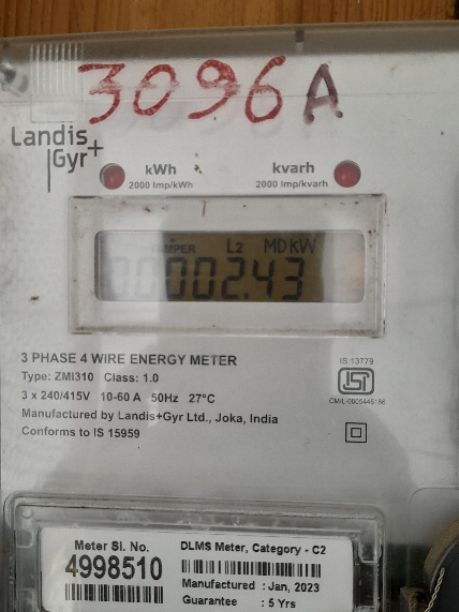 3096A
Landis+
Gyr+
kWh
2000 Imp/kWh
kvarh
2000 Imp/kvarh
L2 MD kW
00002.43
3 PHASE 4 WIRE ENERGY METER
Type: ZMI310 Class: 1.0
3 x 240/415V 10-60 A 50Hz 27°C
Manufactured by Landis+Gyr Ltd., Joka, India
Conforms to IS 15959
IS 13779
Meter Sl. No.
4998510
DLMS Meter, Category - C2
Manufactured : Jan, 2023
Guarantee : 5 Yrs